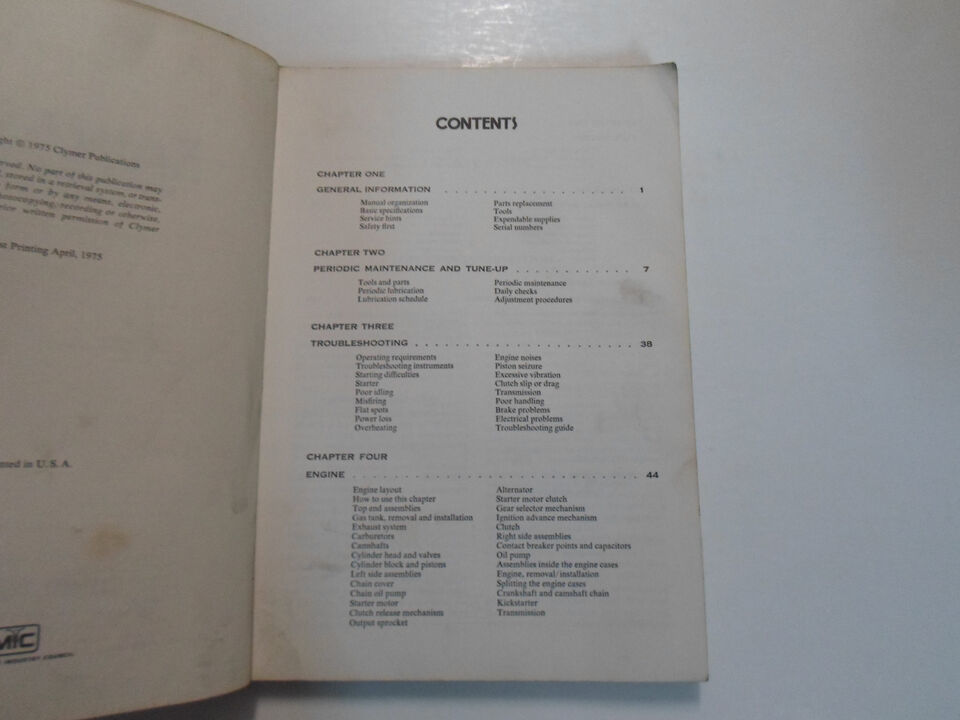 ght © 1975 Clymer Publications
rved. No part of this publication may
, stored in a retrieval system, or trans-
form or by any means, electronic,
hotocopying, recording or otherwise,
rior written permission of Clymer
st Printing April, 1975
nted in U.S.A.
MIC
INDUSTRY COUNCIL
CONTENTS
CHAPTER ONE
GENERAL INFORMATION . . . . . . . . . . . . . . . . . . . 1
Manual organization
Basic specifications
Service hints
Safety first
Parts replacement
Tools
Expendable supplies
Serial numbers
CHAPTER TWO
PERIODIC MAINTENANCE AND TUNE-UP . . . . . . . . . . . . 7
Tools and parts
Periodic lubrication
Lubrication schedule
Periodic maintenance
Daily checks
Adjustment procedures
CHAPTER THREE
TROUBLESHOOTING . . . . . . . . . . . . . . . . . . . . . . . 38
Operating requirements
Troubleshooting instruments
Starting difficulties
Starter
Poor idling
Misfiring
Flat spots
Power loss
Overheating
Engine noises
Piston seizure
Excessive vibration
Clutch slip or drag
Transmission
Poor handling
Brake problems
Electrical problems
Troubleshooting guide
CHAPTER FOUR
ENGINE . . . . . . . . . . . . . . . . . . . . . . . . . . . . . 44
Engine layout
How to use this chapter
Top end assemblies
Gas tank, removal and installation
Exhaust system
Carburetors
Camshafts
Cylinder head and valves
Cylinder block and pistons
Left side assemblies
Chain cover
Chain oil pump
Starter motor
Clutch release mechanism
Output sprocket
Alternator
Starter motor clutch
Gear selector mechanism
Ignition advance mechanism
Clutch
Right side assemblies
Contact breaker points and capacitors
Oil pump
Assemblies inside the engine cases
Engine, removal/installation
Splitting the engine cases
Crankshaft and camshaft chain
Kickstarter
Transmission